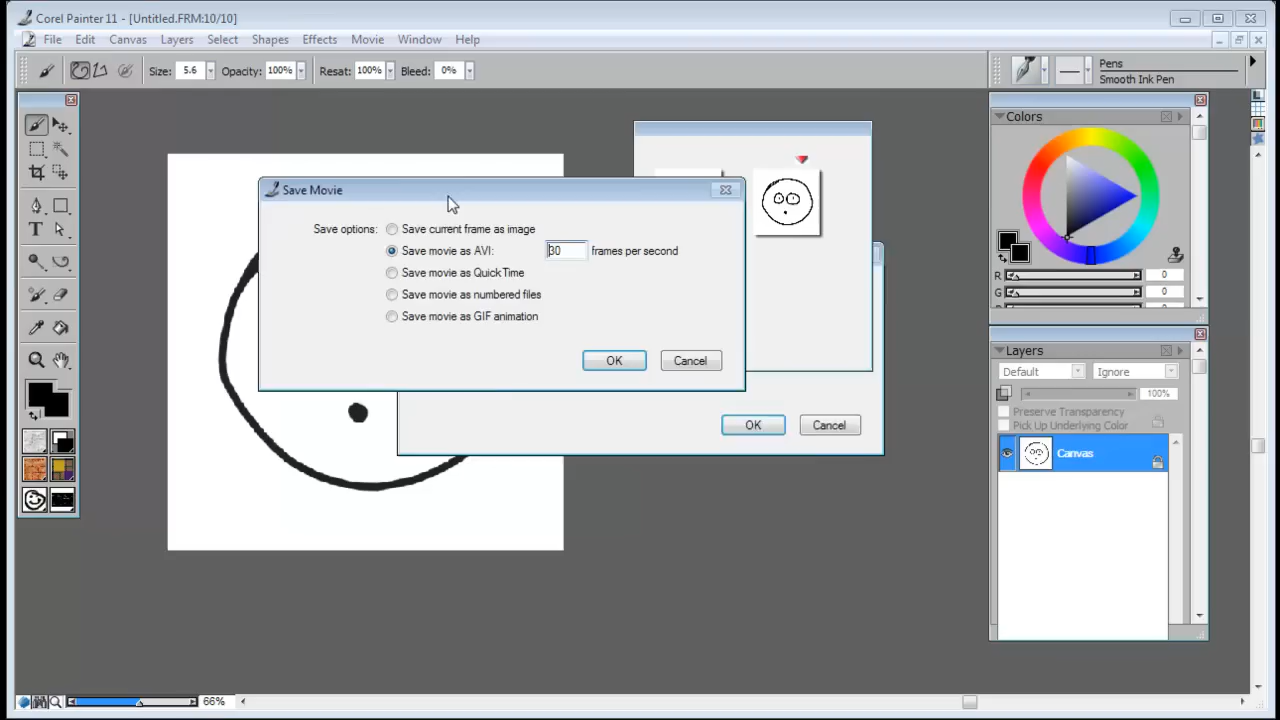 Corel Painter 11 - [Untitled.FRM:10/10]
File Edit Canvas Layers Select Shapes Effects Movie Window Help
Size: 5.6 Opacity: 100% Resat: 100% Bleed: 0%
Pens
Smooth Ink Pen
Colors
R 0
G 0
Save Movie
Save options: Save current frame as image
Save movie as AVI: 30 frames per second
Save movie as QuickTime
Save movie as numbered files
Save movie as GIF animation
OK Cancel
OK Cancel
Layers
Default Ignore
100%
Preserve Transparency
Pick Up Underlying Color
Canvas
66%